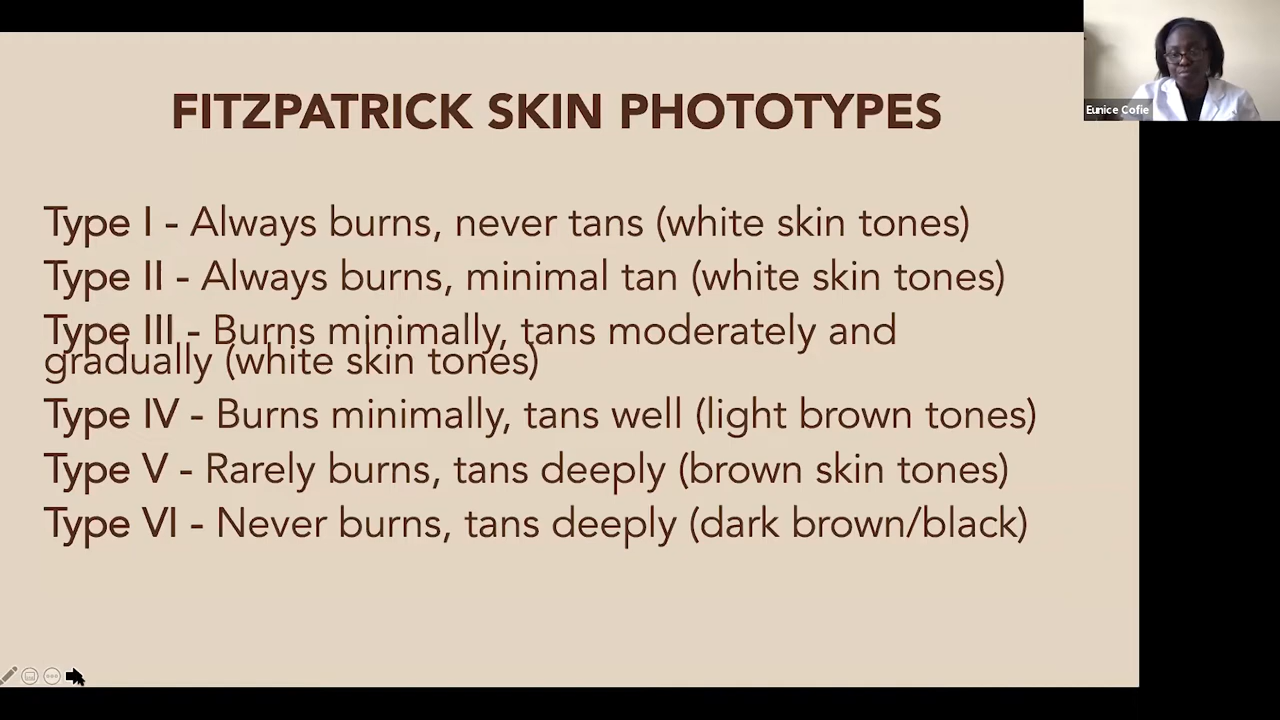 FITZPATRICK SKIN PHOTOTYPES
Eunice Cofie
Type I - Always burns, never tans (white skin tones)
Type II - Always burns, minimal tan (white skin tones)
Type III - Burns minimally, tans moderately and
gradually (white skin tones)
Type IV - Burns minimally, tans well (light brown tones)
Type V - Rarely burns, tans deeply (brown skin tones)
Type VI - Never burns, tans deeply (dark brown/black)